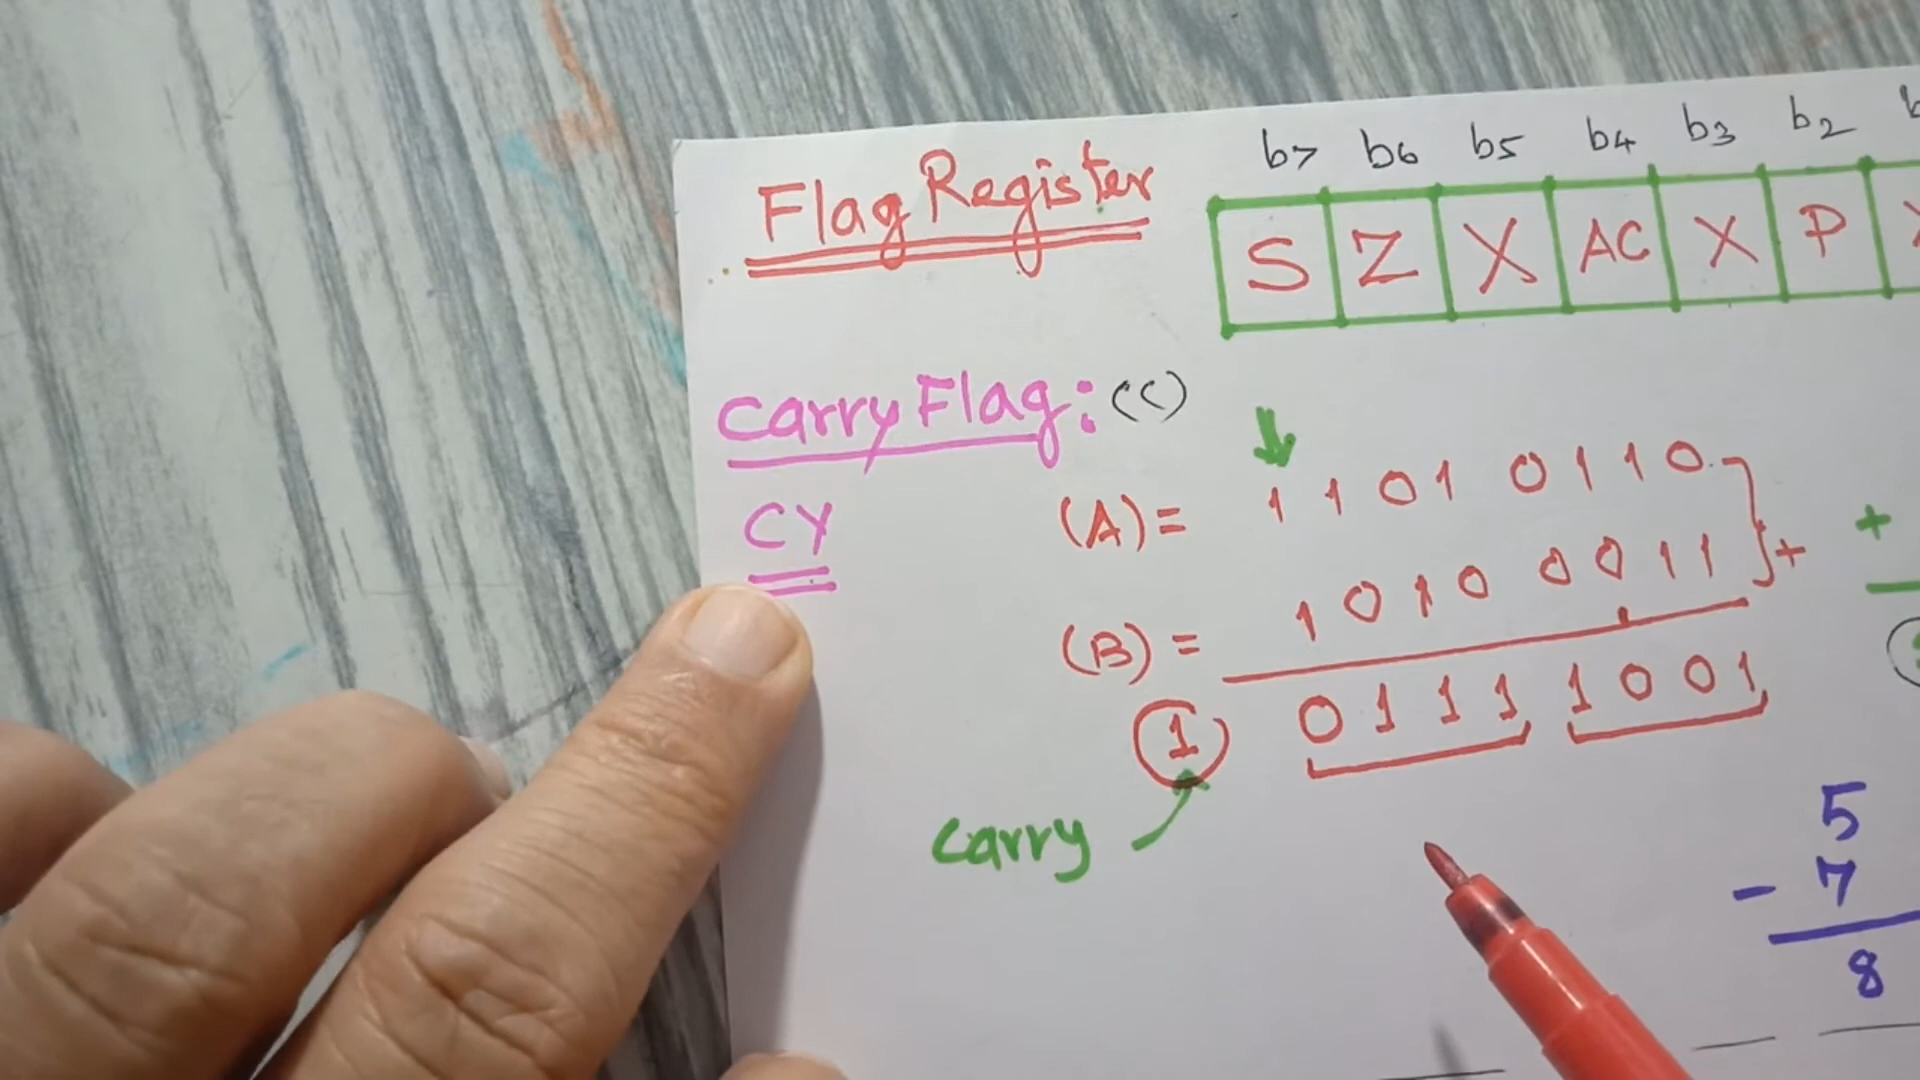 Flag Register
b7 b6 b5 b4 b3 b2 b
S Z X AC X P X
Carry Flag: (C)
CY
(A) = 1 1 0 1 0 1 1 0
+
(B) = 1 0 1 0 0 0 1 1 +
1 0 1 1 1 1 0 0 1
Carry
5
- 7
8